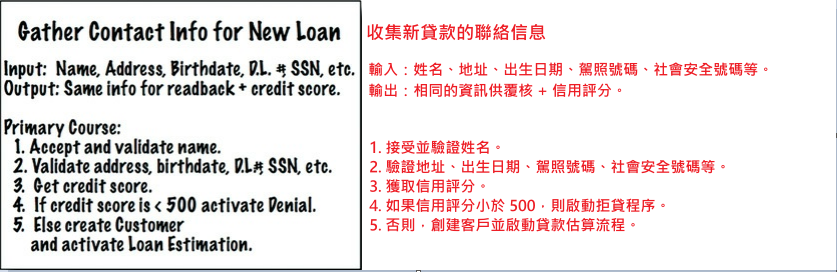 Gather Contact Info for New Loan
Input: Name, Address, Birthdate, D.L. #, SSN, etc.
Output: Same info for readback + credit score.
Primary Course:
1. Accept and validate name.
2. Validate address, birthdate, D.L.#, SSN, etc.
3. Get credit score.
4. If credit score is < 500 activate Denial.
5. Else create Customer
and activate Loan Estimation.
收集新貸款的聯絡信息
輸入：姓名、地址、出生日期、駕照號碼、社會安全號碼等。
輸出：相同的資訊供覆核 + 信用評分。
1. 接受並驗證姓名。
2. 驗證地址、出生日期、駕照號碼、社會安全號碼等。
3. 獲取信用評分。
4. 如果信用評分小於 500，則啟動拒貸程序。
5. 否則，創建客戶並啟動貸款估算流程。